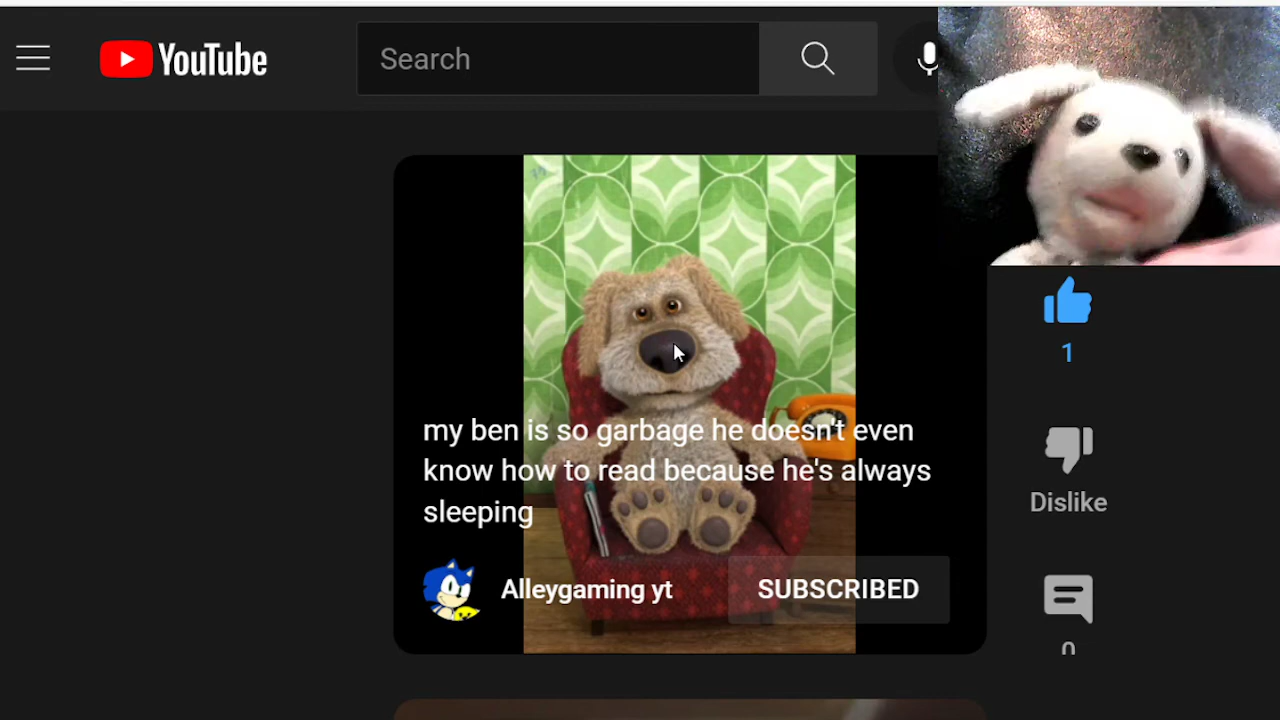 YouTube
Search
my ben is so garbage he doesn't even
know how to read because he's always
sleeping
Alleygaming yt
SUBSCRIBED
1
Dislike
0